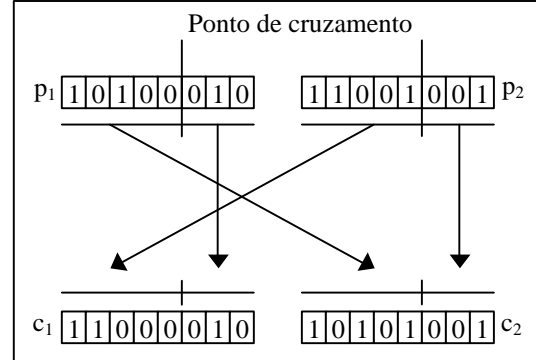 Ponto de cruzamento
p₁ 1 0 1 0 0 0 1 0 1 1 0 0 1 0 0 1 p₂
c₁ 1 1 0 0 0 0 1 0 1 0 1 0 1 0 0 1 c₂